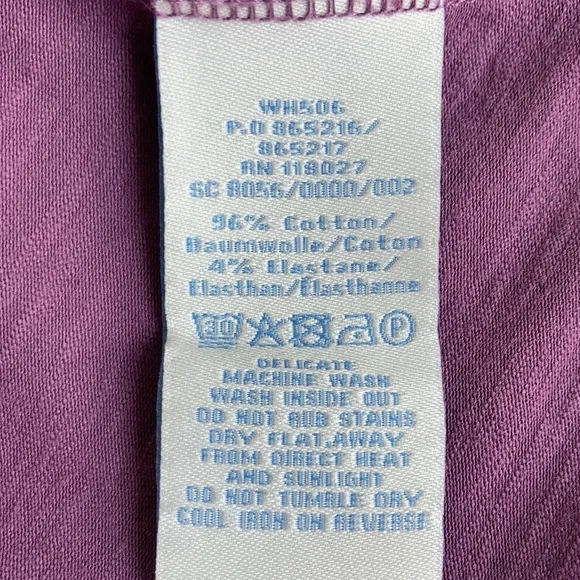 WH506
P.O 865216/
865217
RN 118027
SC 8056/0000/002
96% Cotton/
Baumwolle/Coton
4% Elastane/
Elasthan/Élasthanne
30 P
DELICATE
MACHINE WASH
WASH INSIDE OUT
DO NOT RUB STAINS
DRY FLAT,AWAY
FROM DIRECT HEAT
AND SUNLIGHT
DO NOT TUMBLE DRY
COOL IRON ON REVERSE